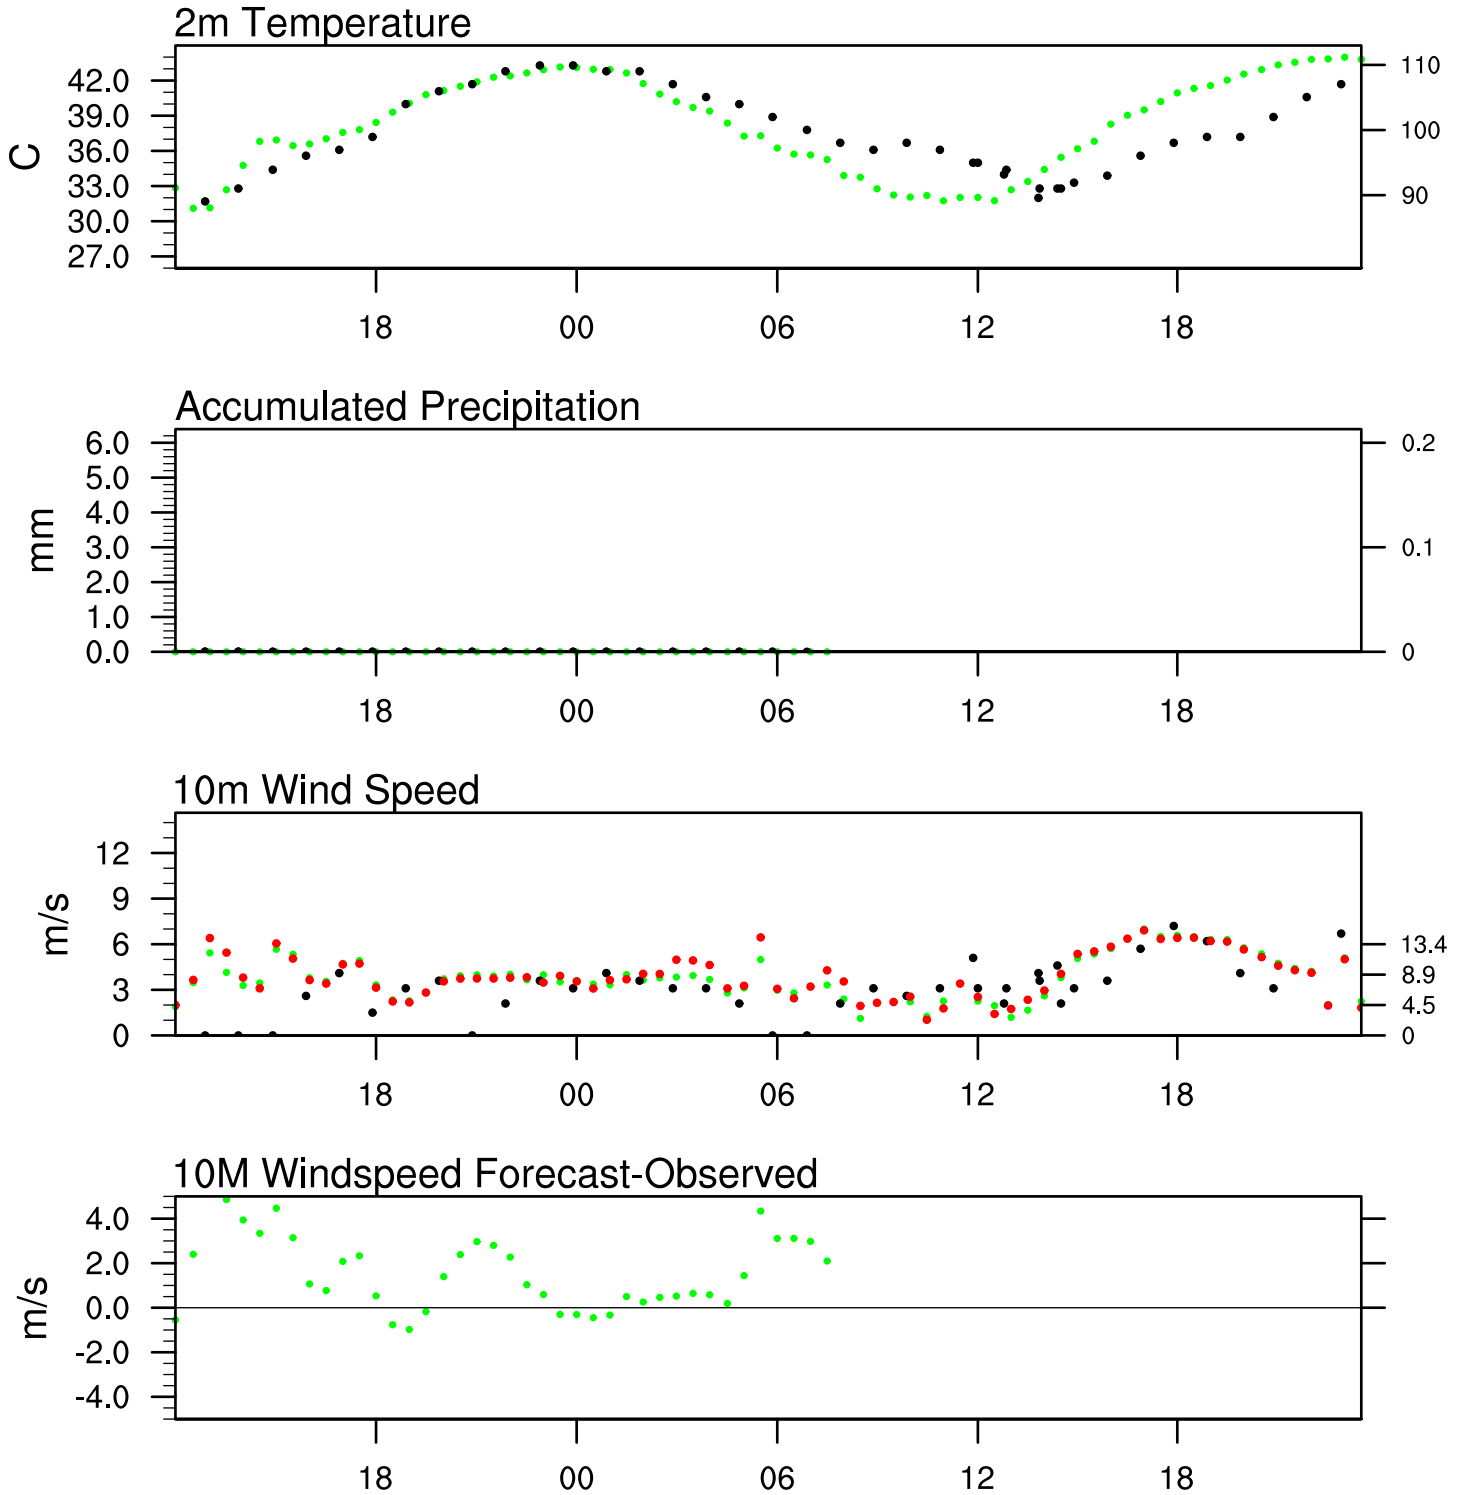 2m Temperature
42.0
39.0
36.0
33.0
30.0
27.0
C
110
100
90
18 00 06 12 18
Accumulated Precipitation
6.0
5.0
4.0
3.0
2.0
1.0
0.0
mm
0.2
0.1
0
18 00 06 12 18
10m Wind Speed
12
9
6
3
0
m/s
13.4
8.9
4.5
0
18 00 06 12 18
10M Windspeed Forecast-Observed
4.0
2.0
0.0
-2.0
-4.0
m/s
18 00 06 12 18